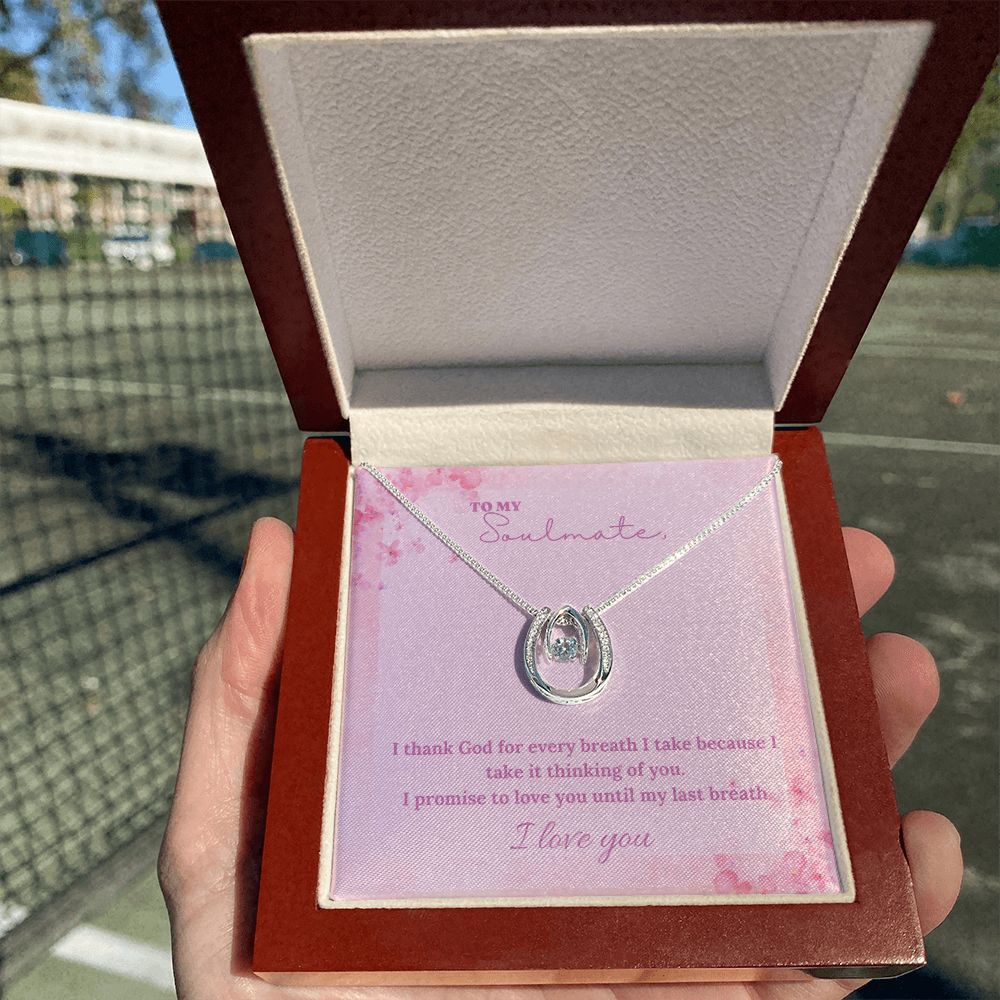 TO MY
Soulmate,
I thank God for every breath I take because I
take it thinking of you.
I promise to love you until my last breath.
I love you